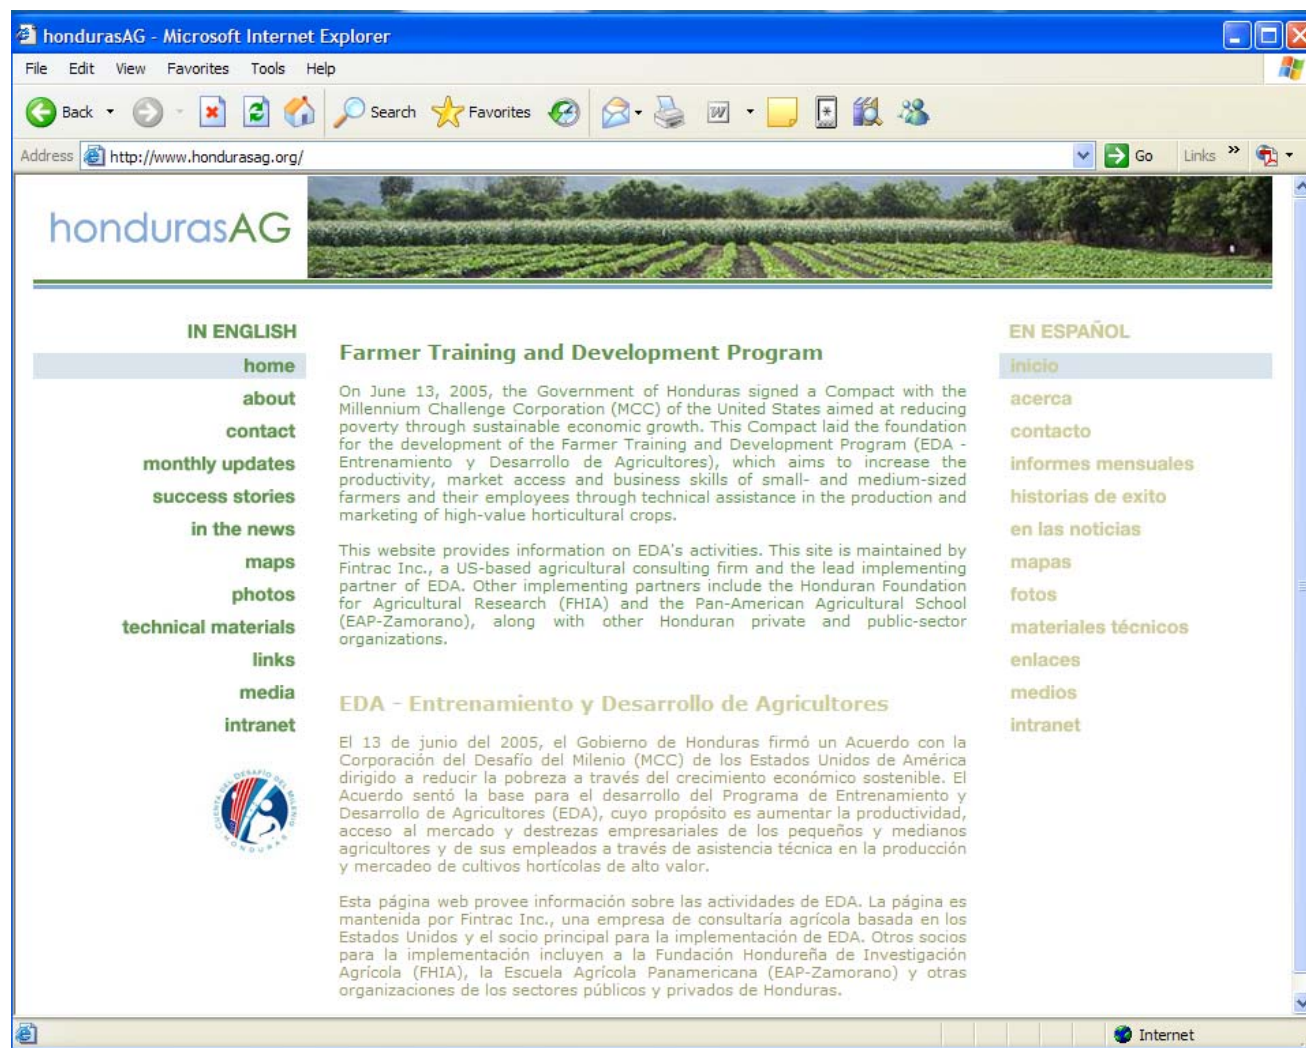 hondurasAG - Microsoft Internet Explorer
File Edit View Favorites Tools Help
Back Search Favorites
Address http://www.hondurasag.org/ Go Links »
hondurasAG
IN ENGLISH
home
about
contact
monthly updates
success stories
in the news
maps
photos
technical materials
links
media
intranet
CUENTA DEL DESAFÍO DEL MILENIO
HONDURAS
Farmer Training and Development Program
On June 13, 2005, the Government of Honduras signed a Compact with the
Millennium Challenge Corporation (MCC) of the United States aimed at reducing
poverty through sustainable economic growth. This Compact laid the foundation
for the development of the Farmer Training and Development Program (EDA -
Entrenamiento y Desarrollo de Agricultores), which aims to increase the
productivity, market access and business skills of small- and medium-sized
farmers and their employees through technical assistance in the production and
marketing of high-value horticultural crops.
This website provides information on EDA's activities. This site is maintained by
Fintrac Inc., a US-based agricultural consulting firm and the lead implementing
partner of EDA. Other implementing partners include the Honduran Foundation
for Agricultural Research (FHIA) and the Pan-American Agricultural School
(EAP-Zamorano), along with other Honduran private and public-sector
organizations.
EDA - Entrenamiento y Desarrollo de Agricultores
El 13 de junio del 2005, el Gobierno de Honduras firmó un Acuerdo con la
Corporación del Desafío del Milenio (MCC) de los Estados Unidos de América
dirigido a reducir la pobreza a través del crecimiento económico sostenible. El
Acuerdo sentó la base para el desarrollo del Programa de Entrenamiento y
Desarrollo de Agricultores (EDA), cuyo propósito es aumentar la productividad,
acceso al mercado y destrezas empresariales de los pequeños y medianos
agricultores y de sus empleados a través de asistencia técnica en la producción
y mercadeo de cultivos hortícolas de alto valor.
Esta página web provee información sobre las actividades de EDA. La página es
mantenida por Fintrac Inc., una empresa de consultaría agrícola basada en los
Estados Unidos y el socio principal para la implementación de EDA. Otros socios
para la implementación incluyen a la Fundación Hondureña de Investigación
Agrícola (FHIA), la Escuela Agrícola Panamericana (EAP-Zamorano) y otras
organizaciones de los sectores públicos y privados de Honduras.
EN ESPAÑOL
inicio
acerca
contacto
informes mensuales
historias de exito
en las noticias
mapas
fotos
materiales técnicos
enlaces
medios
intranet
Internet